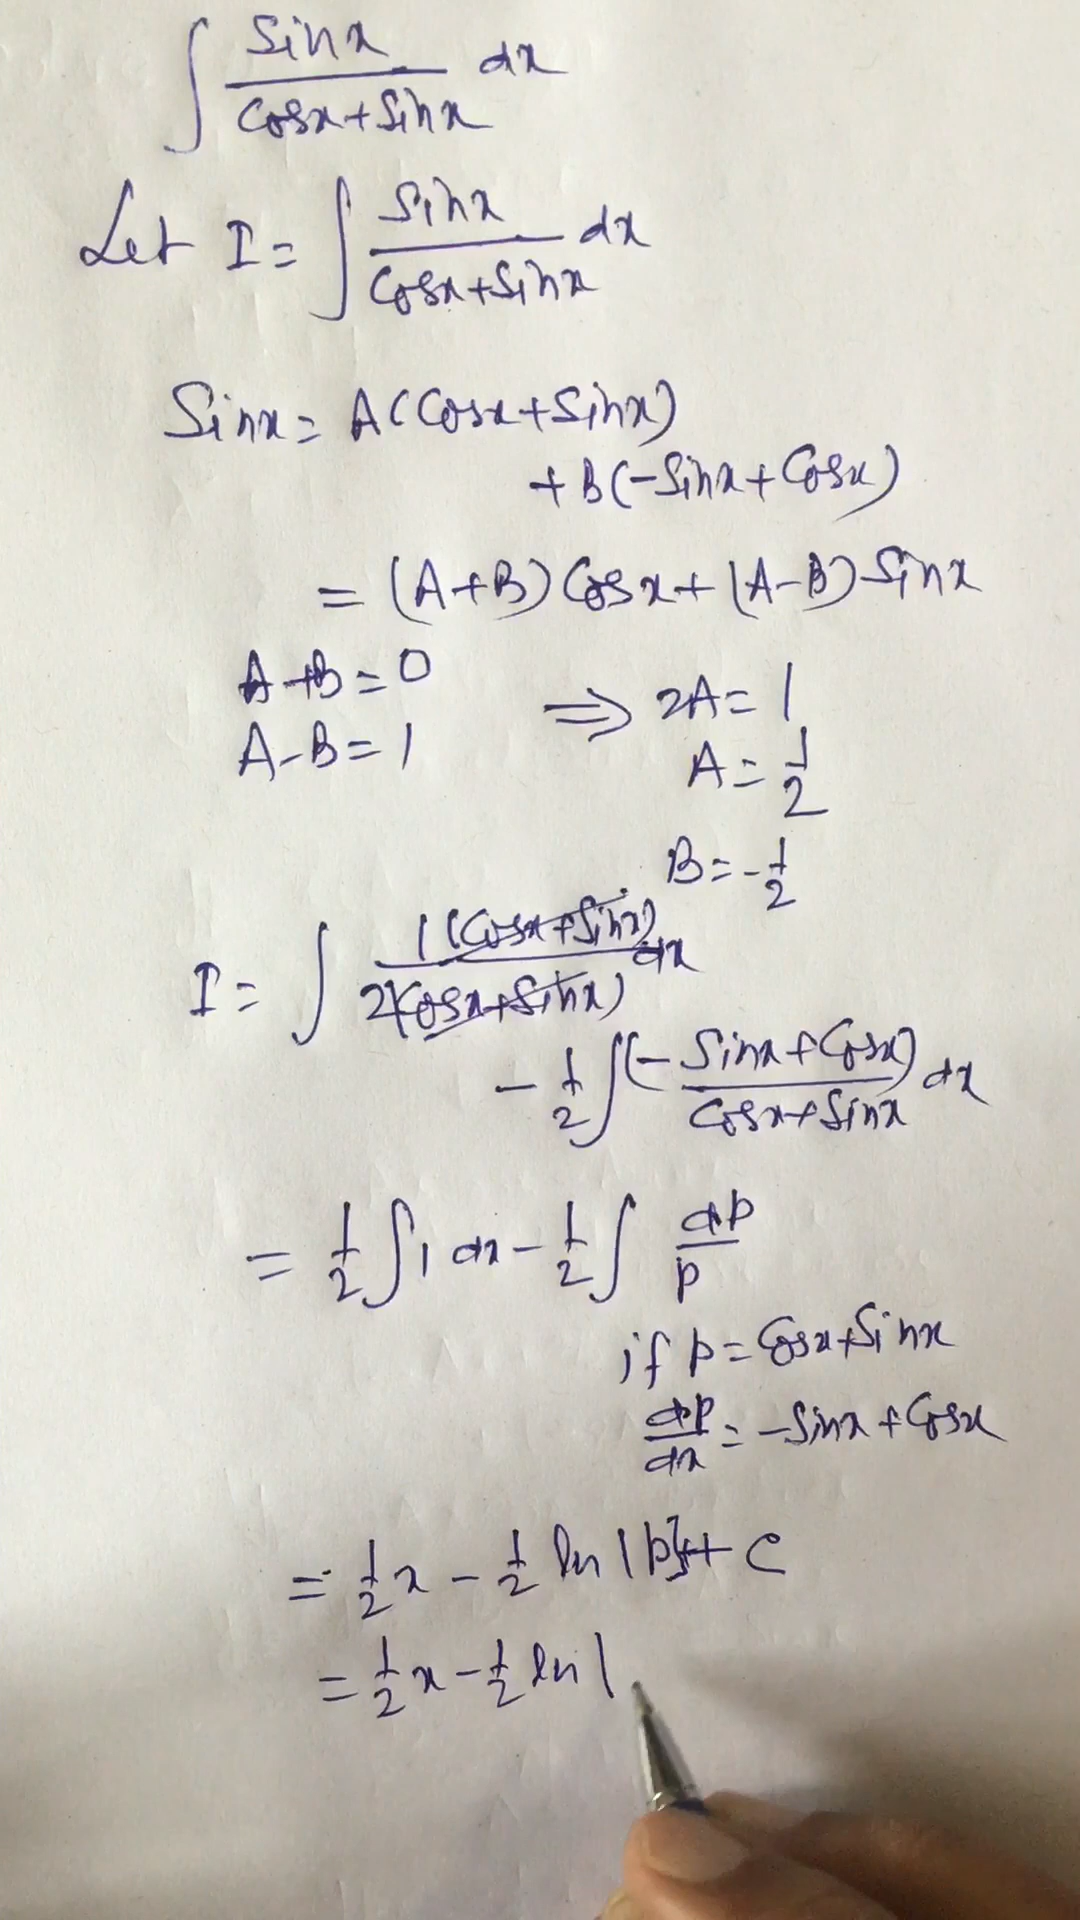 ∫ Sinx / (Cosx+Sinx) dx
Let I = ∫ Sinx / (Cosx+Sinx) dx
Sinx = A(Cosx+Sinx)
+ B(-Sinx+Cosx)
= (A+B) Cosx + (A-B) Sinx
A+B=0 ⇒ 2A=1
A-B=1
A = 1/2
B = -1/2
I = ∫ 1(Cosx+Sinx) / 2(Cosx+Sinx) dx
- 1/2 ∫ (-Sinx+Cosx) / Cosx+Sinx dx
= 1/2 ∫ 1 dx - 1/2 ∫ dp/p
if p = Cosx+Sinx
dp/dx = -Sinx+Cosx
= 1/2 x - 1/2 ln |p| + c
= 1/2 x - 1/2 ln |